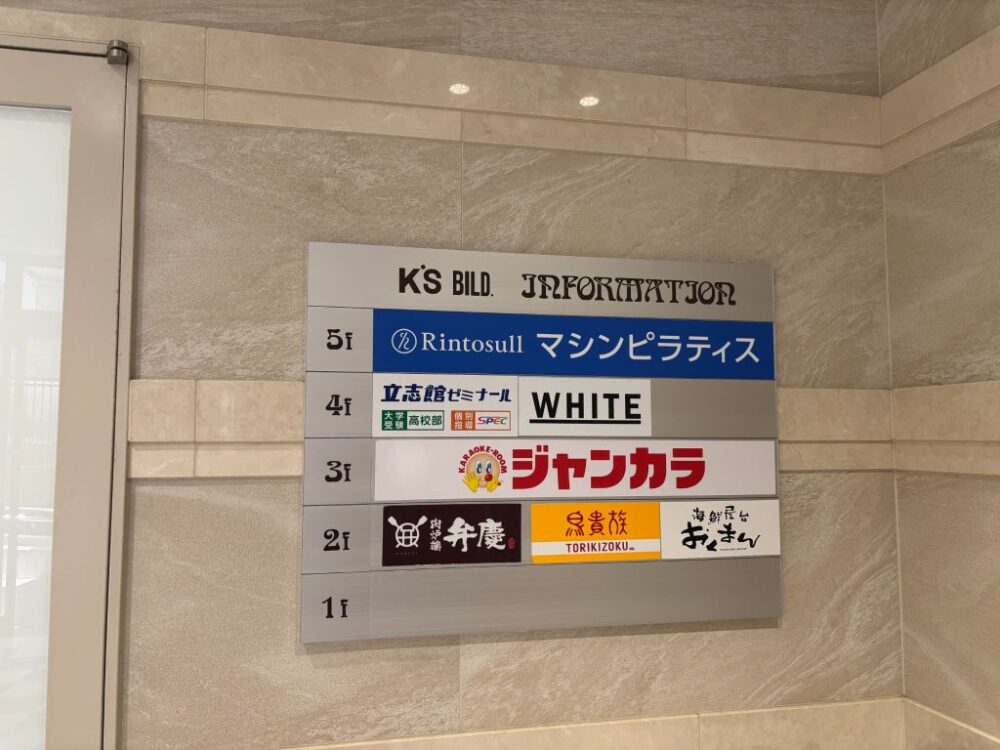 K'S BILD. INFORMATION
5f Rintosull マシンピラティス
4f 立志館ゼミナール 大学受験 高校部 個別指導 SPEC WHITE
3f KARAOKE・ROOM ジャンカラ
2f 弁慶 鳥貴族 TORIKIZOKU 海鮮屋台 おくまん
1f